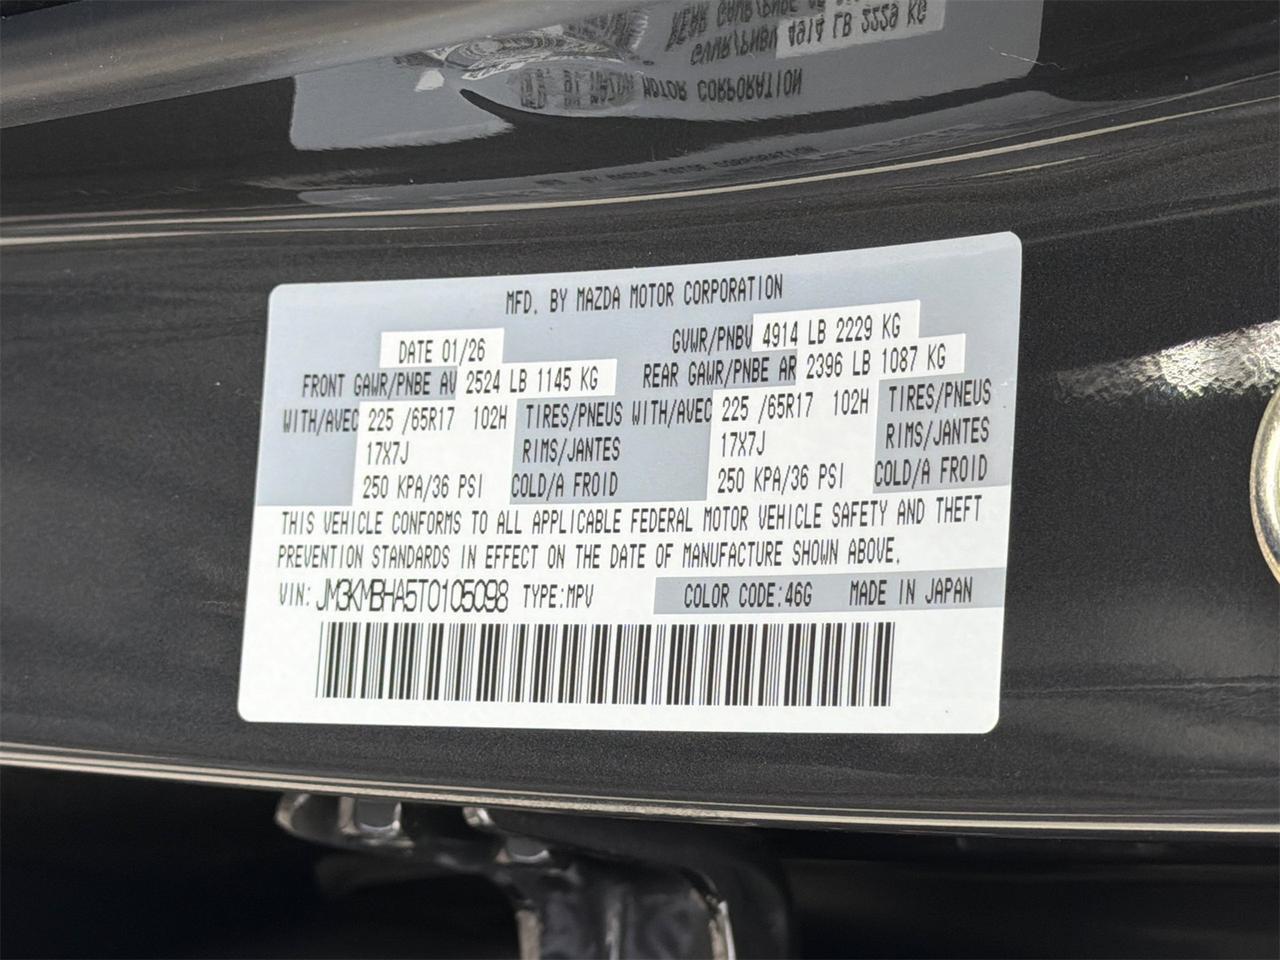 MFD. BY MAZDA MOTOR CORPORATION
DATE 01/26 GVWR/PNBV 4914 LB 2229 KG
FRONT GAWR/PNBE AV 2524 LB 1145 KG REAR GAWR/PNBE AR 2396 LB 1087 KG
WITH/AVEC 225 /65R17 102H TIRES/PNEUS WITH/AVEC 225 /65R17 102H TIRES/PNEUS
17X7J RIMS/JANTES 17X7J RIMS/JANTES
250 KPA/36 PSI COLD/A FROID 250 KPA/36 PSI COLD/A FROID
THIS VEHICLE CONFORMS TO ALL APPLICABLE FEDERAL MOTOR VEHICLE SAFETY AND THEFT
PREVENTION STANDARDS IN EFFECT ON THE DATE OF MANUFACTURE SHOWN ABOVE.
VIN: JM3KMBHA5T0105098 TYPE:MPV COLOR CODE:46G MADE IN JAPAN